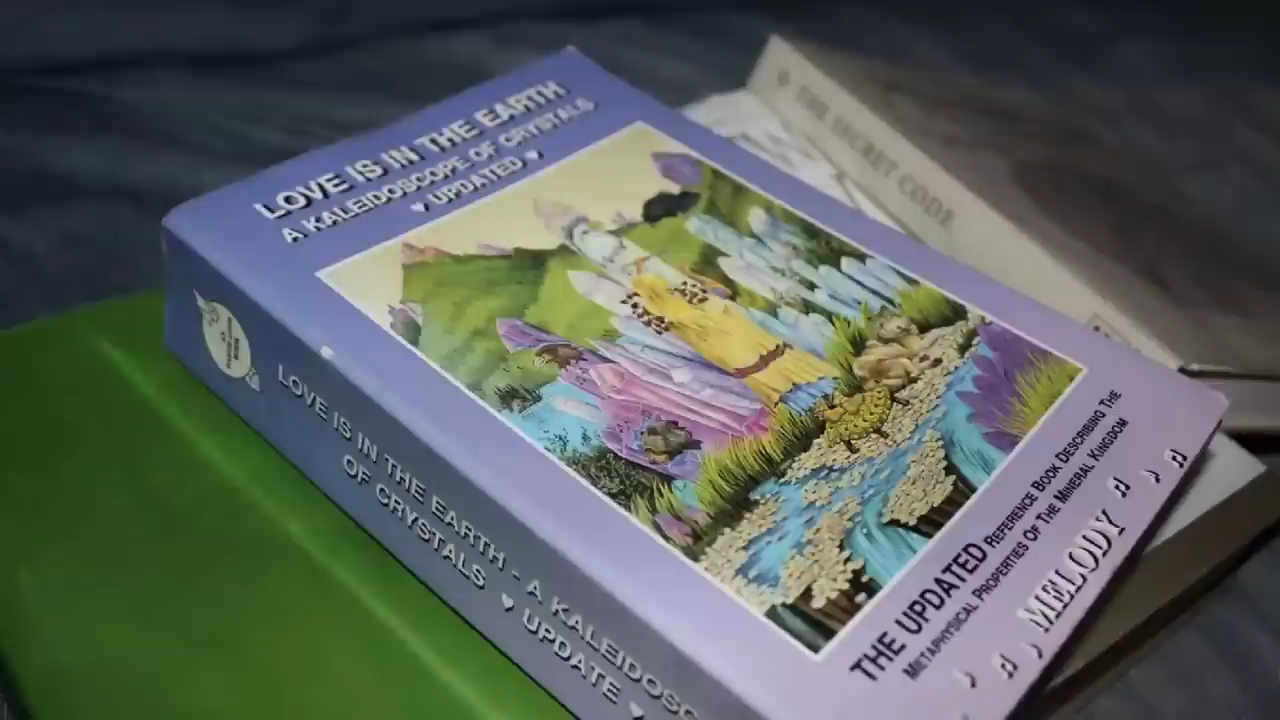 LOVE IS IN THE EARTH
A KALEIDOSCOPE OF CRYSTALS
♥ UPDATED ♥
THE UPDATED REFERENCE BOOK DESCRIBING THE
METAPHYSICAL PROPERTIES OF THE MINERAL KINGDOM
MELODY
LOVE IS IN THE EARTH - A KALEIDOSC
OF CRYSTALS ♥ UPDATE ♥
THE SECRET CODE